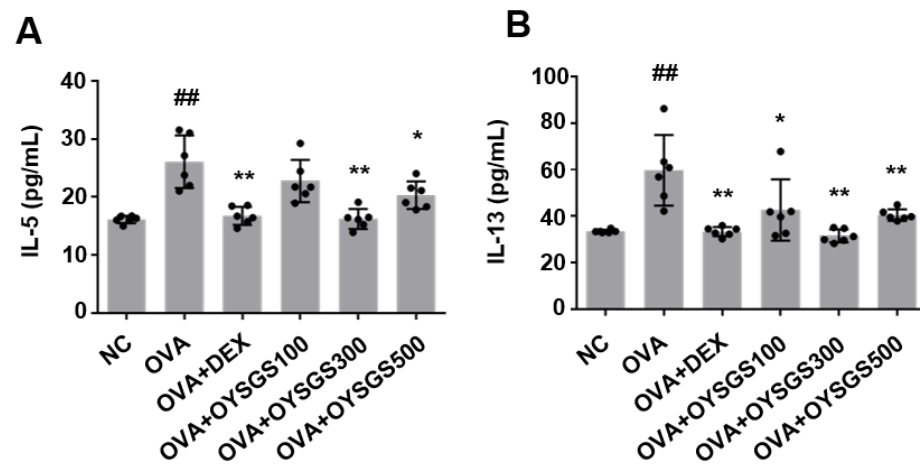 A
IL-5 (pg/mL)
40
30
20
10
0
##
**
**
*
NC
OVA
OVA+DEX
OVA+OYSGS100
OVA+OYSGS300
OVA+OYSGS500
B
IL-13 (pg/mL)
100
80
60
40
20
0
##
**
*
**
**
NC
OVA
OVA+DEX
OVA+OYSGS100
OVA+OYSGS300
OVA+OYSGS500